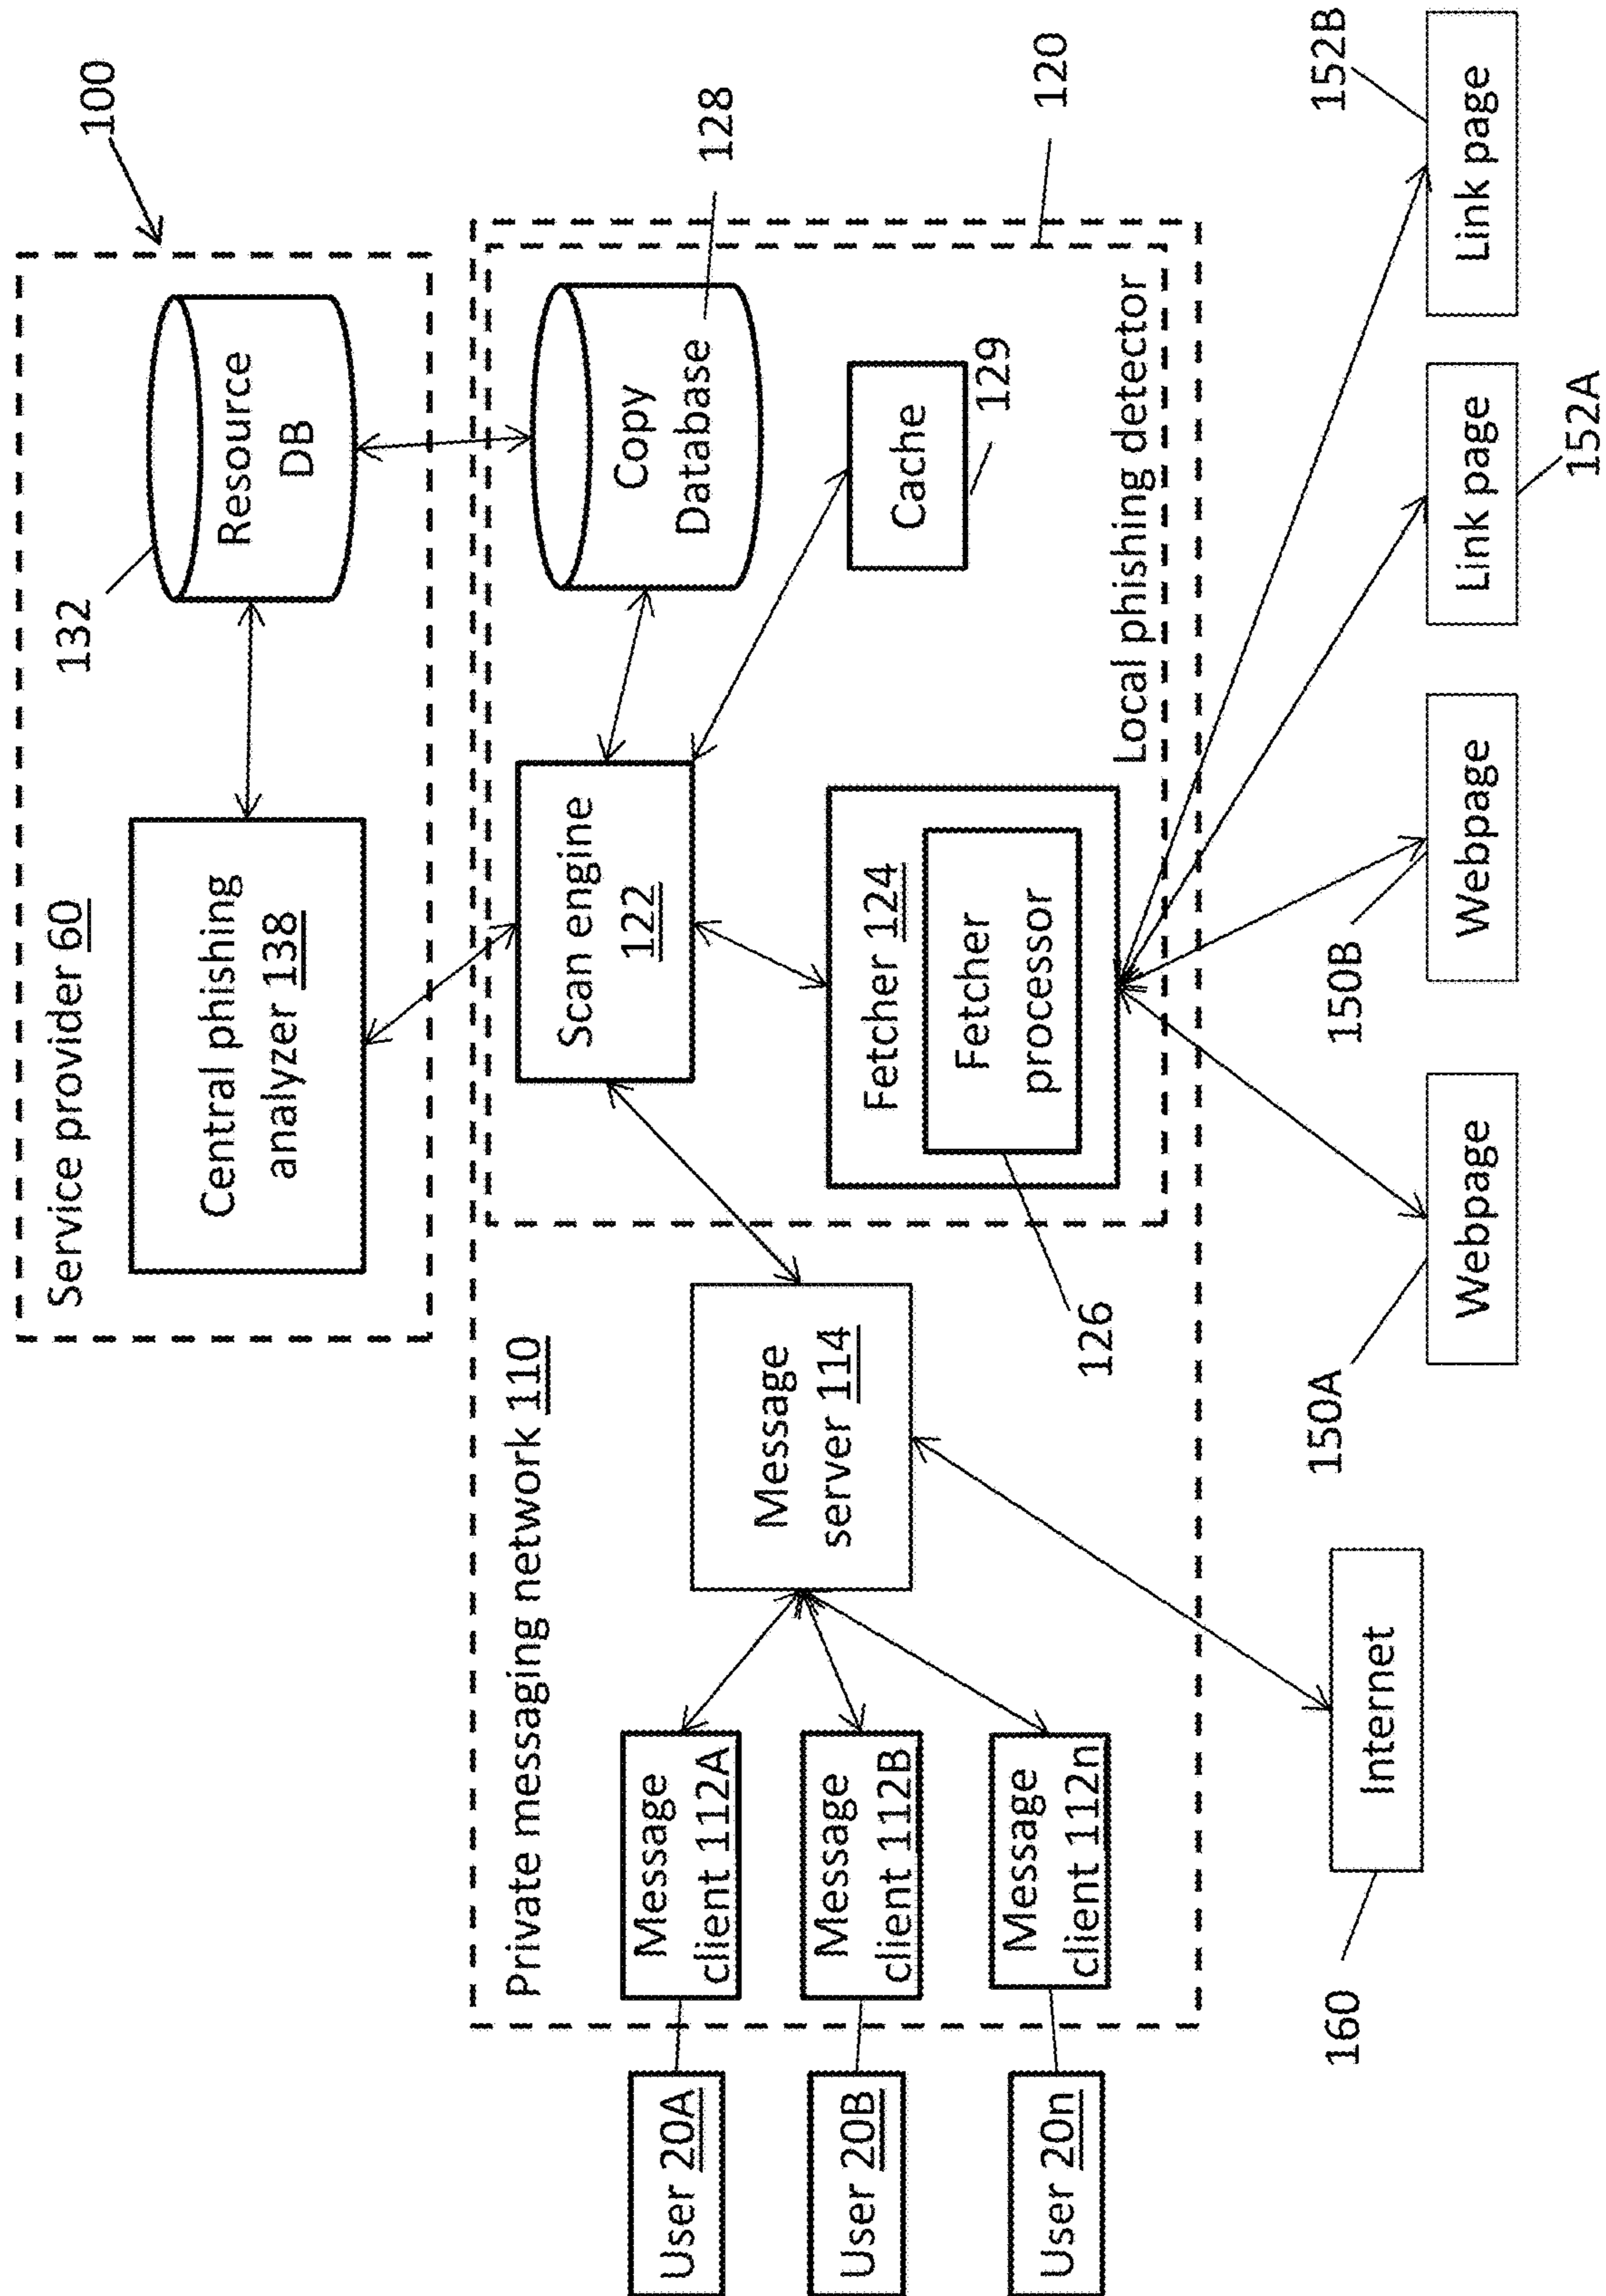 100
Service provider 60
Central phishing
analyzer 138
132
Resource
DB
Private messaging network 110
User 20A
User 20B
User 20n
Message
client 112A
Message
client 112B
Message
client 112n
Message
server 114
Scan engine
122
Copy
Database
128
Cache
129
Fetcher 124
Fetcher
processor
126
Local phishing detector
120
Internet
160
Webpage
150A
Webpage
150B
Link page
152A
Link page
152B